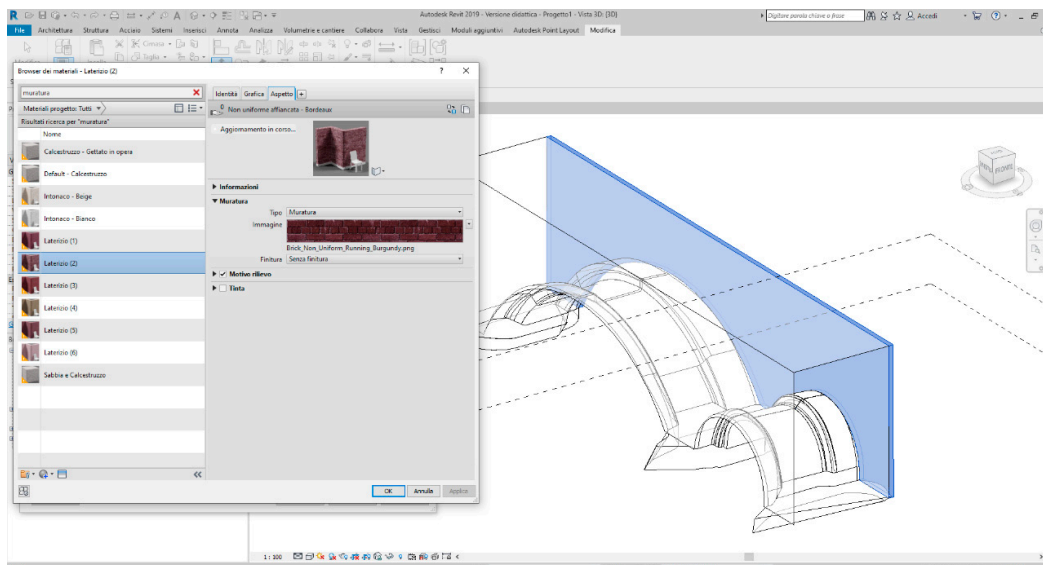 Autodesk Revit 2019 - Versione didattica - Progetto1 - Vista 3D: {3D}
Digitare parola chiave o frase
Accedi
File Architettura Struttura Acciaio Sistemi Inserisci Annota Analizza Volumetrie e cantiere Collabora Vista Gestisci Moduli aggiuntivi Autodesk Point Layout Modifica
Browser dei materiali - Laterizio (2)
muratura
Identità Grafica Aspetto
Materiali progetto: Tutti
Non uniforme affiancata - Bordeaux
Risultati ricerca per "muratura"
Nome
Aggiornamento in corso...
Calcestruzzo - Gettato in opera
Default - Calcestruzzo
Intonaco - Beige
Intonaco - Bianco
Laterizio (1)
Laterizio (2)
Laterizio (3)
Laterizio (4)
Laterizio (5)
Laterizio (6)
Sabbia e Calcestruzzo
Informazioni
Muratura
Tipo Muratura
Immagine
Brick_Non_Uniform_Running_Burgundy.png
Finiture Senza finitura
Motivo rilievo
Tinta
OK Annulla Applica
1 : 100